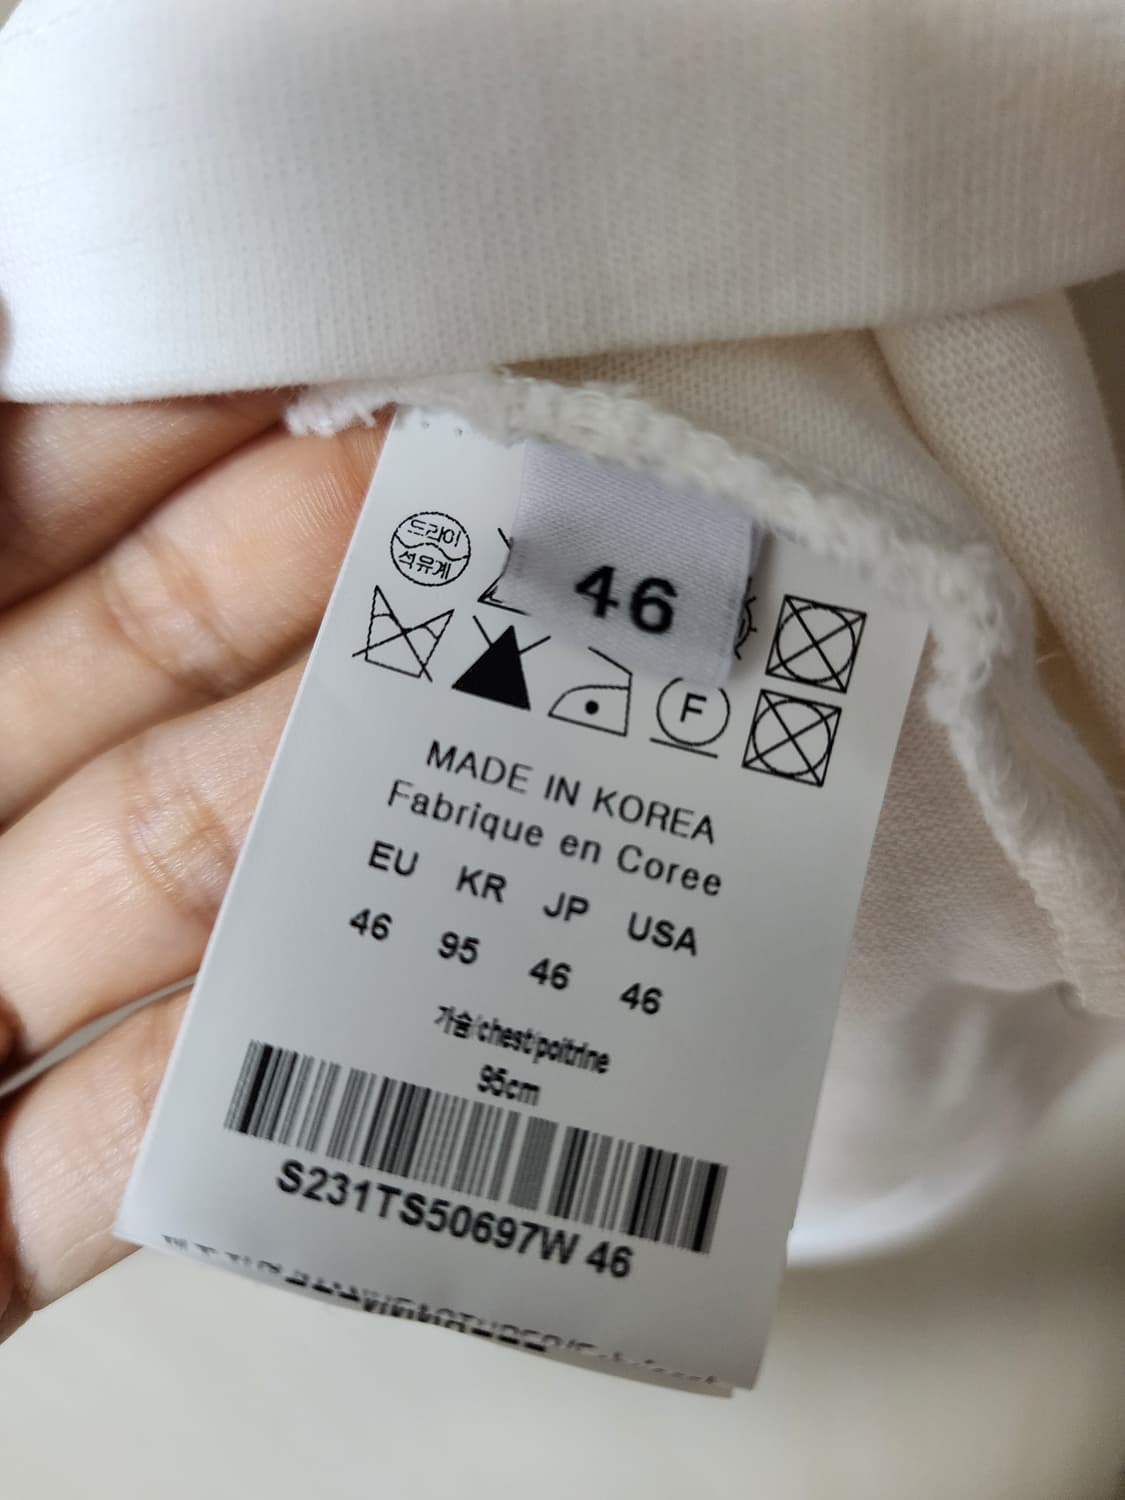 드라이
석유계
46
F
MADE IN KOREA
Fabrique en Coree
EU KR JP USA
46 95 46 46
가슴/chest/poitrine
95cm
S231TS50697W 46